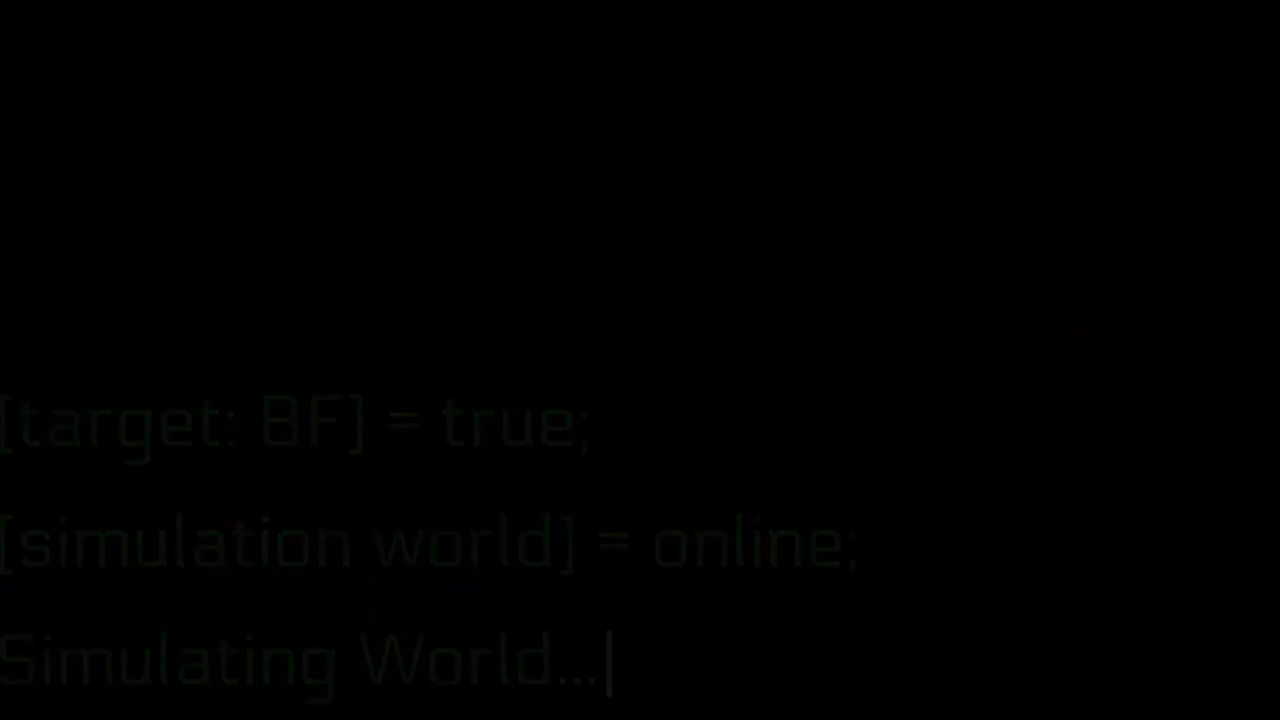 [target: BF] = true;
[simulation world] = online;
Simulating World...|